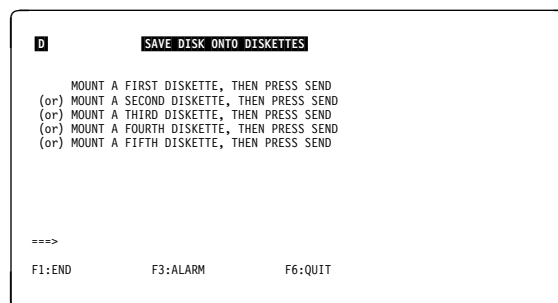 D SAVE DISK ONTO DISKETTES
MOUNT A FIRST DISKETTE, THEN PRESS SEND
(or) MOUNT A SECOND DISKETTE, THEN PRESS SEND
(or) MOUNT A THIRD DISKETTE, THEN PRESS SEND
(or) MOUNT A FOURTH DISKETTE, THEN PRESS SEND
(or) MOUNT A FIFTH DISKETTE, THEN PRESS SEND
===>
F1:END F3:ALARM F6:QUIT